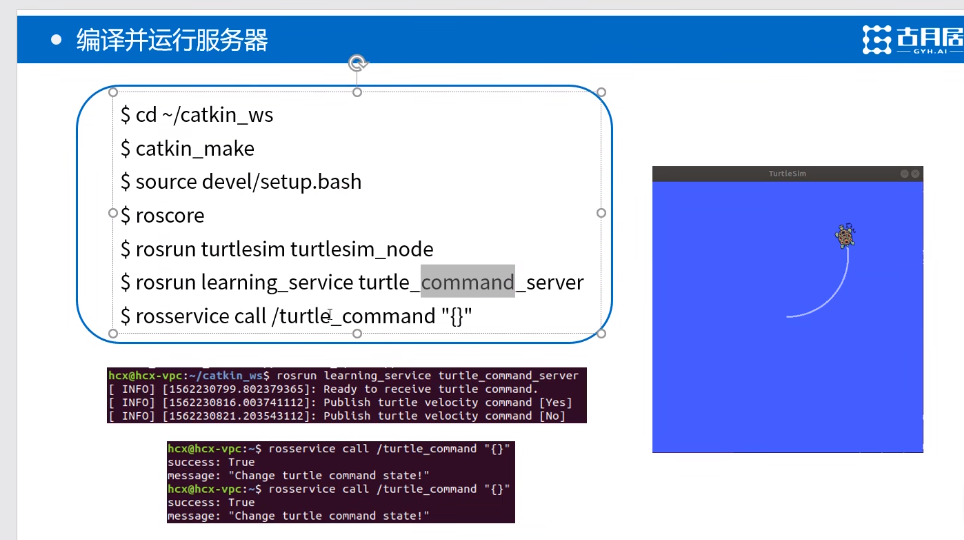 编译并运行服务器
古月居
GYH.AI
$ cd ~/catkin_ws
$ catkin_make
$ source devel/setup.bash
$ roscore
$ rosrun turtlesim turtlesim_node
$ rosrun learning_service turtle_command_server
$ rosservice call /turtle_command "{}"
TurtleSim
hcx@hcx-vpc:~/catkin_ws$ rosrun learning_service turtle_command_server
[ INFO] [1562230799.802379365]: Ready to receive turtle command.
[ INFO] [1562230816.003741112]: Publish turtle velocity command [Yes]
[ INFO] [1562230821.203543112]: Publish turtle velocity command [No]
hcx@hcx-vpc:~$ rosservice call /turtle_command "{}"
success: True
message: "Change turtle command state!"
hcx@hcx-vpc:~$ rosservice call /turtle_command "{}"
success: True
message: "Change turtle command state!"